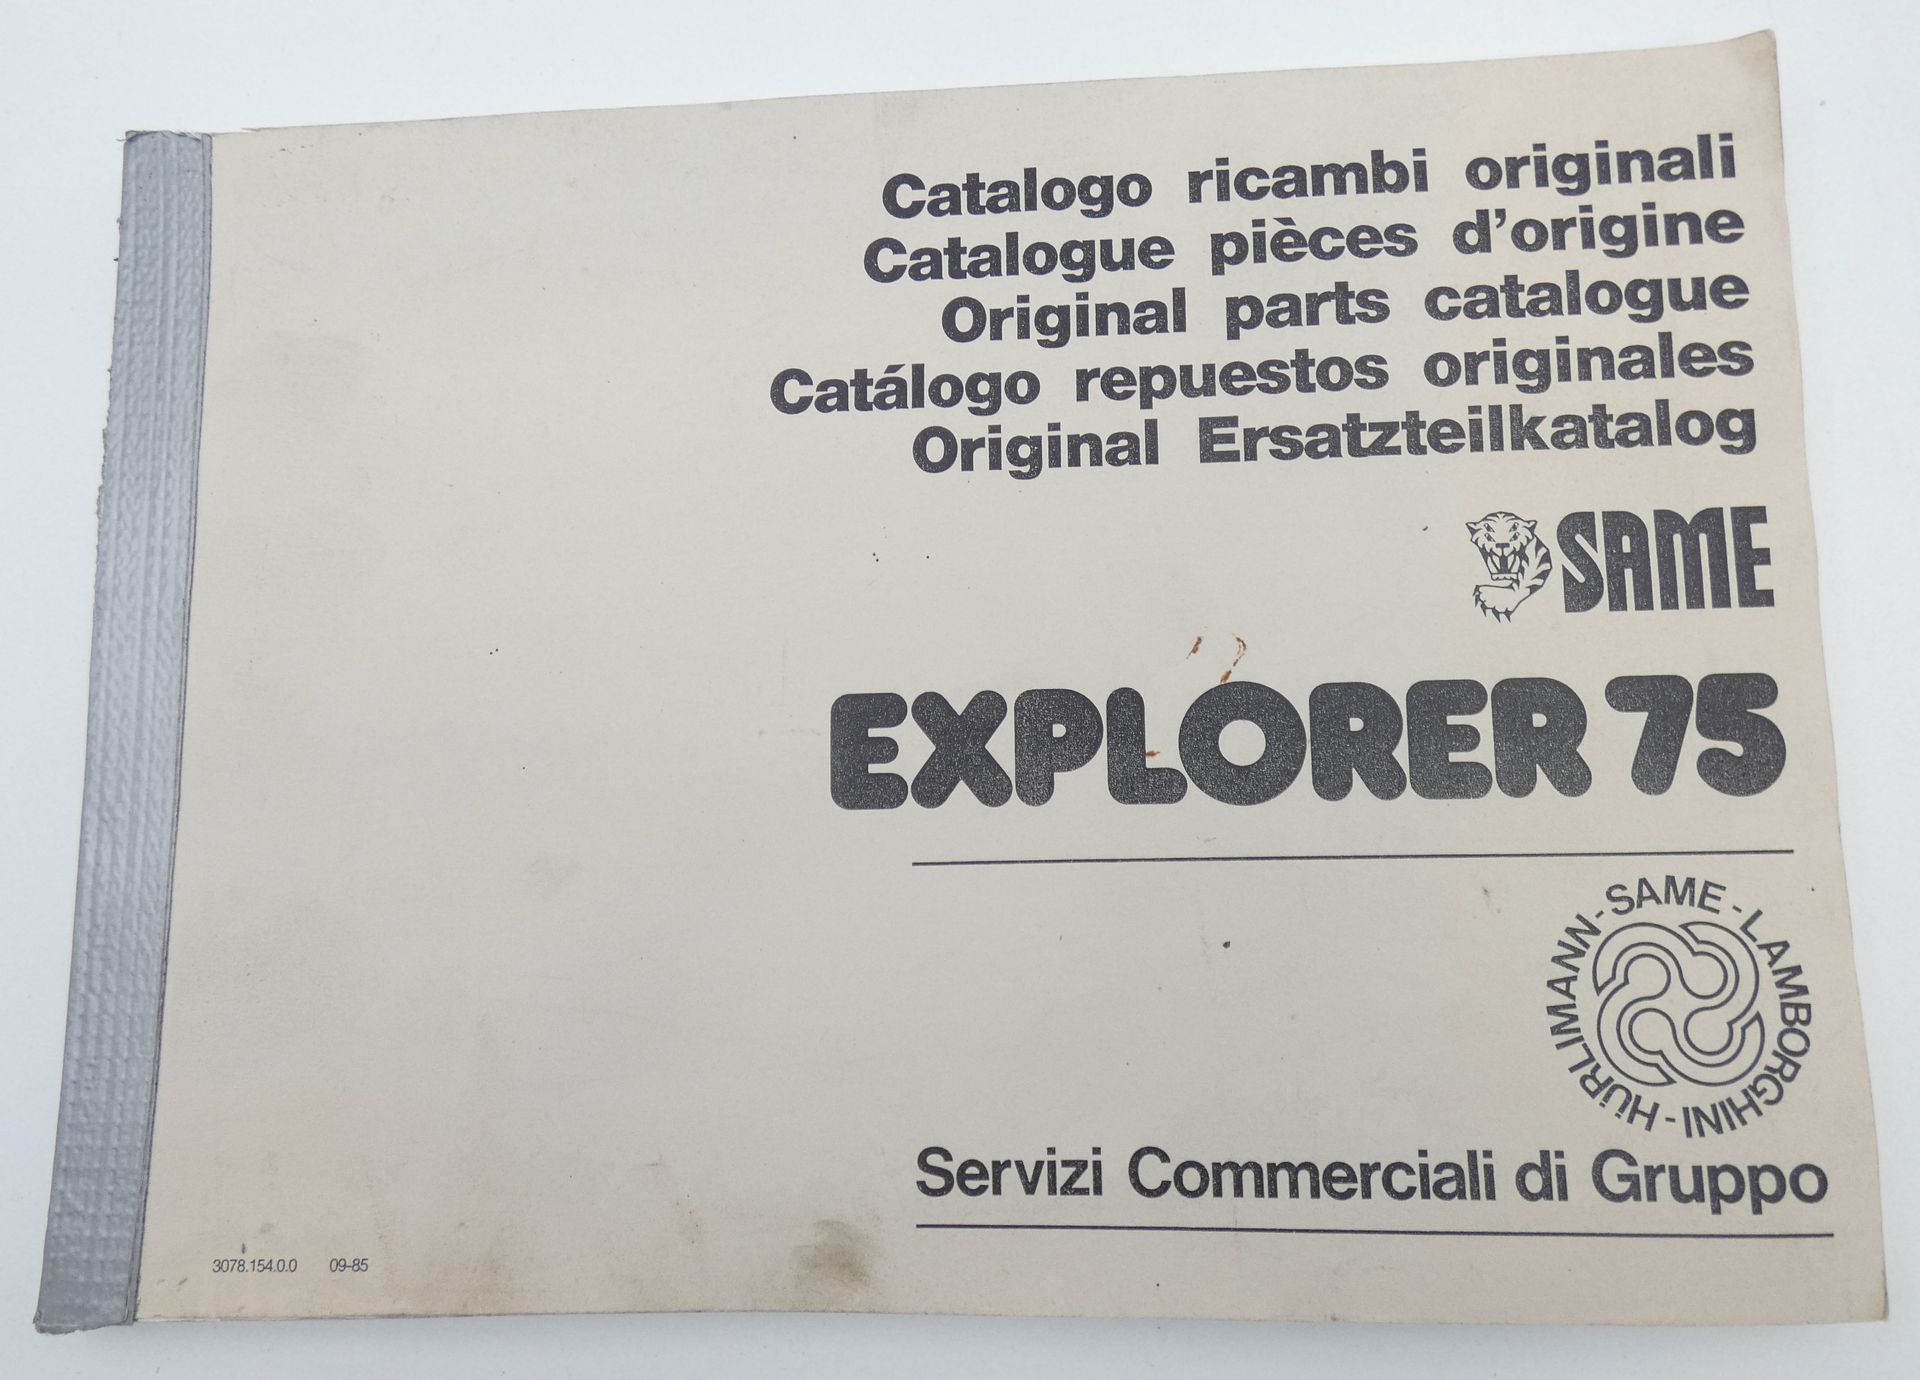 Catalogo ricambi originali
Catalogue pièces d'origine
Original parts catalogue
Catálogo repuestos originales
Original Ersatzteilkatalog
SAME
EXPLORER 75
HÜRLIMANN - SAME - LAMBORGHINI -
Servizi Commerciali di Gruppo
3078.154.0.0 09-85